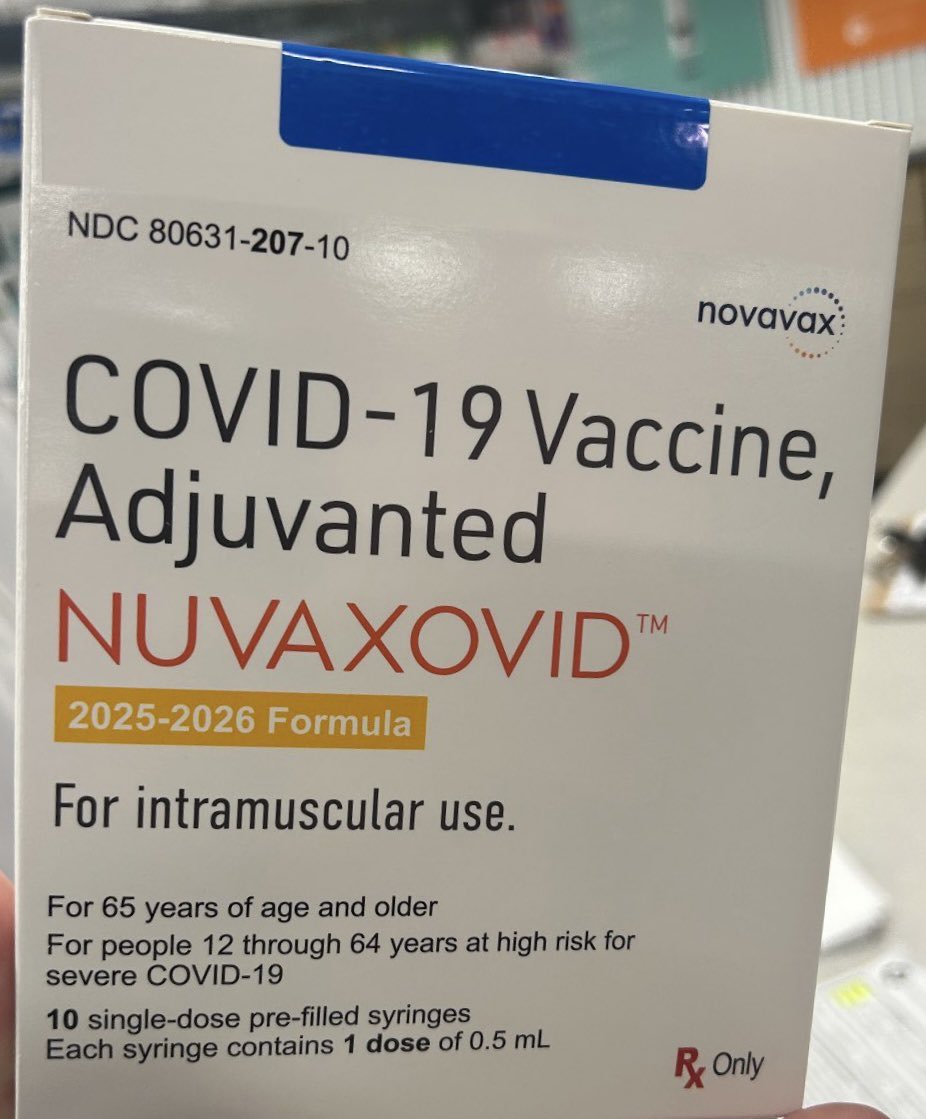 NDC 80631-207-10
novavax
COVID-19 Vaccine,
Adjuvanted
NUVAXOVID™
2025-2026 Formula
For intramuscular use.
For 65 years of age and older
For people 12 through 64 years at high risk for
severe COVID-19
10 single-dose pre-filled syringes
Each syringe contains 1 dose of 0.5 mL
Rx Only